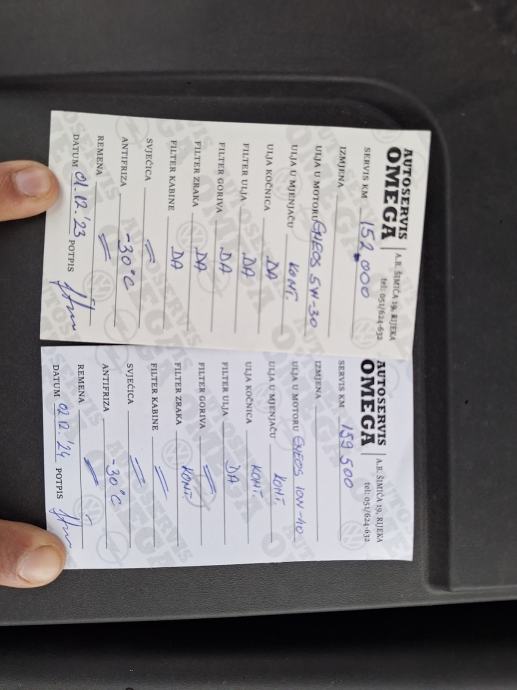 AUTOSERVIS
OMEGA
A.B. ŠIMIĆA 19, RIJEKA
tel: 051/624-632
SERVIS KM 152.000
IZMJENA
ULJA U MOTORU ENEOS 5W-30
ULJA U MJENJAČU KONT.
ULJA KOČNICA DA
FILTER ULJA DA
FILTER GORIVA DA
FILTER ZRAKA DA
FILTER KABINE DA
SVJEĆICA
ANTIFRIZA -30°C
REMENA
DATUM 01.12.'23 POTPIS
AUTOSERVIS
OMEGA
A.B. ŠIMIĆA 19, RIJEKA
tel: 051/624-632
SERVIS KM 159 500
IZMJENA
ULJA U MOTORU ENEOS 10W-40
ULJA U MJENJAČU KONT.
ULJA KOČNICA KONT.
FILTER ULJA DA
FILTER GORIVA
FILTER ZRAKA KONT.
FILTER KABINE
SVJEĆICA
ANTIFRIZA -30°C
REMENA
DATUM 02.12.'24 POTPIS